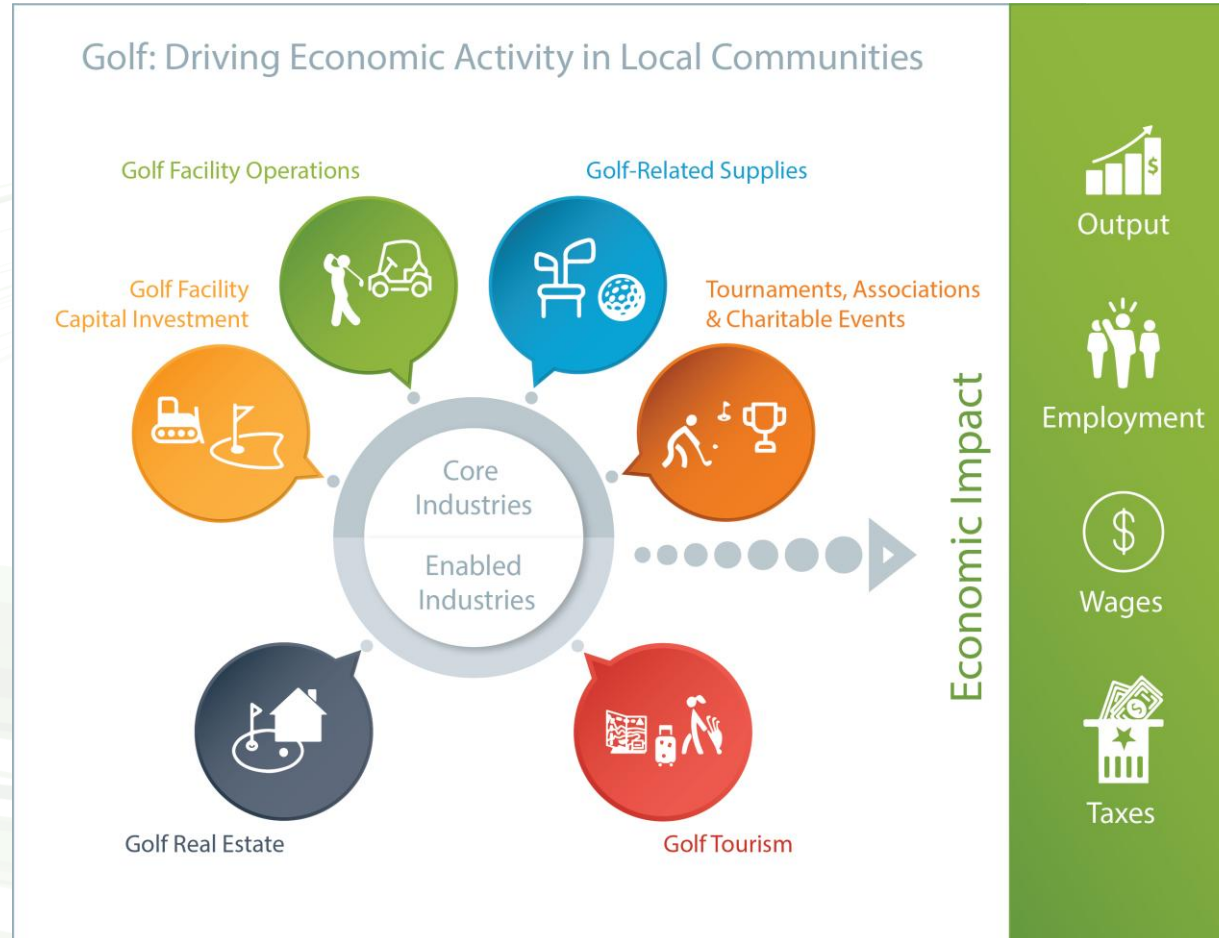 Golf: Driving Economic Activity in Local Communities
Golf Facility Operations
Golf-Related Supplies
Golf Facility
Capital Investment
Tournaments, Associations
& Charitable Events
Core
Industries
Enabled
Industries
Golf Real Estate
Golf Tourism
Economic Impact
$
Output
Employment
$
Wages
$
Taxes